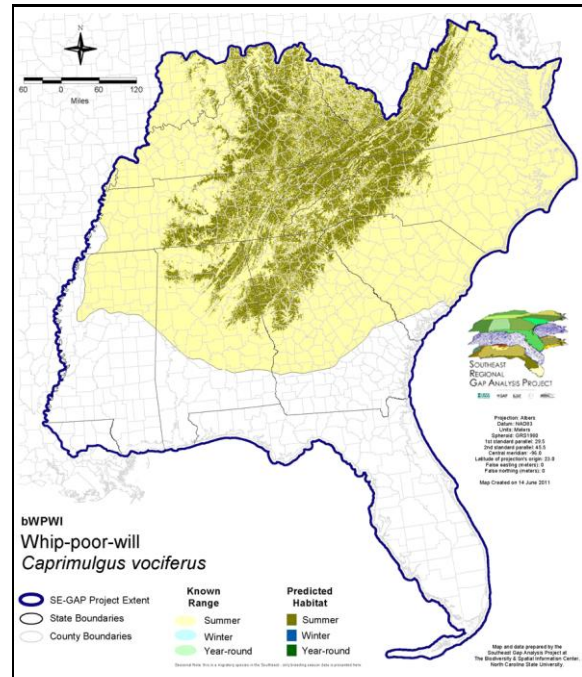 N
60 0 60 120
Miles
SOUTHEAST
REGIONAL
GAP ANALYSIS PROJECT
Projection: Albers
Datum: NAD83
Units: Meters
Spheroid: GRS1980
1st standard parallel: 29.5
2nd standard parallel: 45.5
Central meridian: -96.0
Latitude of projection's origin: 23.0
False easting (meters): 0
False northing (meters): 0
Map Created on 14 June 2011
bWPWI
Whip-poor-will
Caprimulgus vociferus
SE-GAP Project Extent
State Boundaries
County Boundaries
Known
Range
Summer
Winter
Year-round
Predicted
Habitat
Summer
Winter
Year-round
Map and data prepared by the
Southeast Gap Analysis Project at
The Biodiversity & Spatial Information Center,
North Carolina State University.